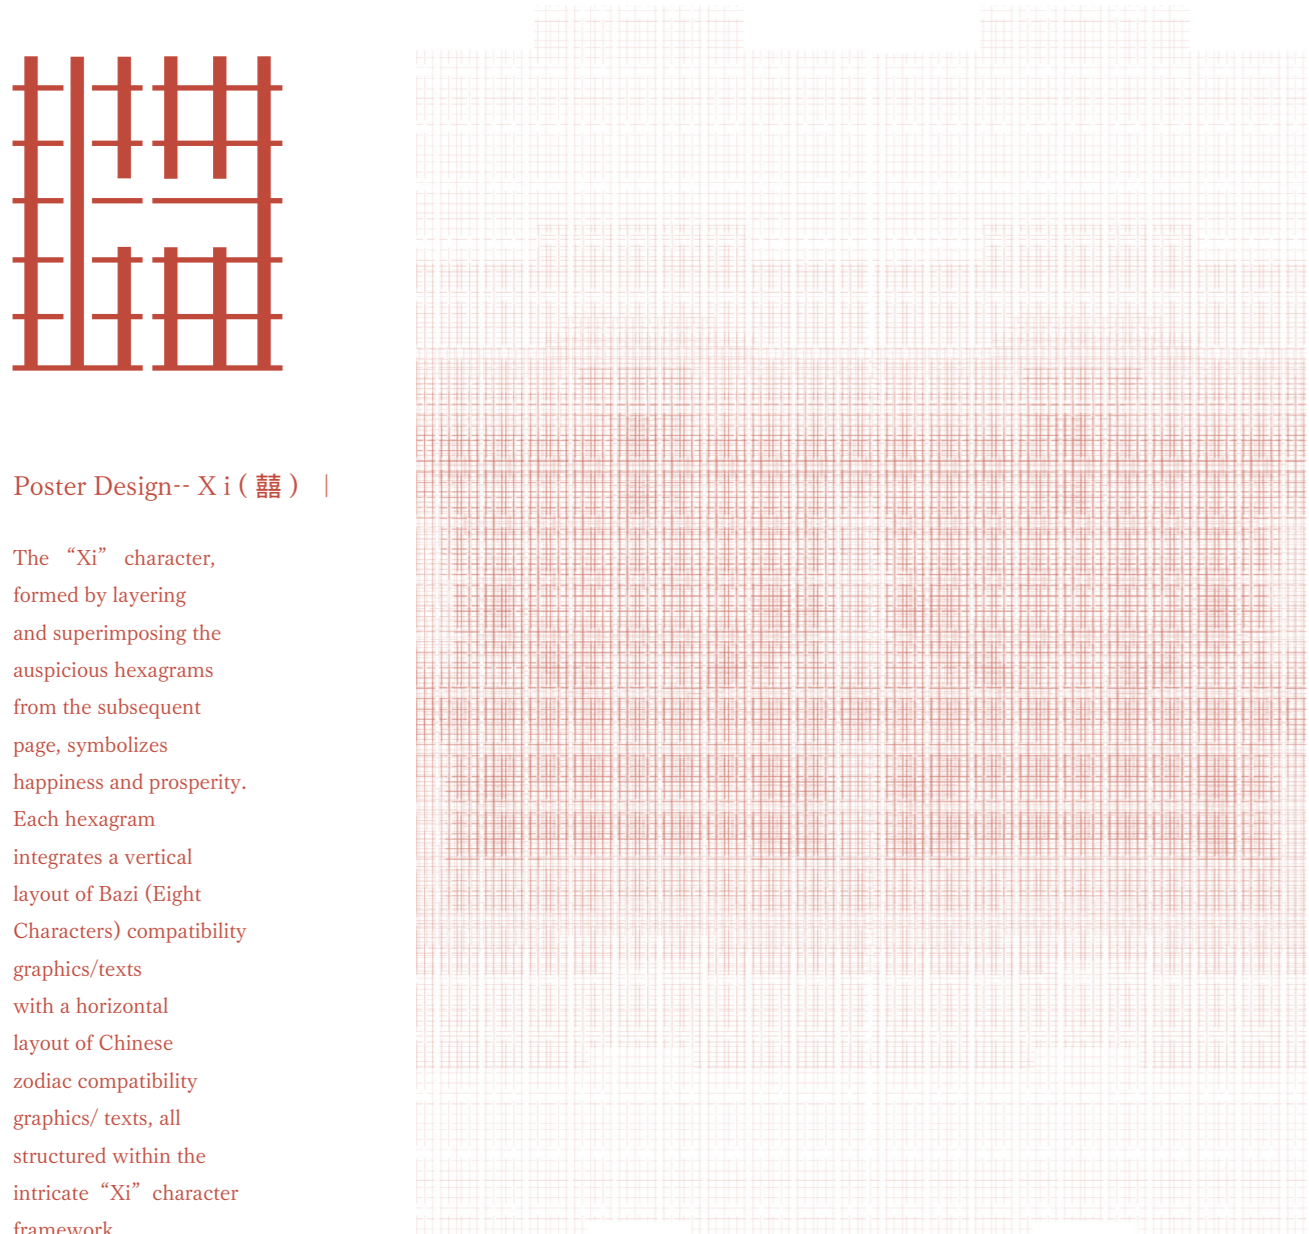 Poster Design-- X i ( 囍 ) |
The “Xi” character,
formed by layering
and superimposing the
auspicious hexagrams
from the subsequent
page, symbolizes
happiness and prosperity.
Each hexagram
integrates a vertical
layout of Bazi (Eight
Characters) compatibility
graphics/texts
with a horizontal
layout of Chinese
zodiac compatibility
graphics/ texts, all
structured within the
intricate “Xi” character
framework